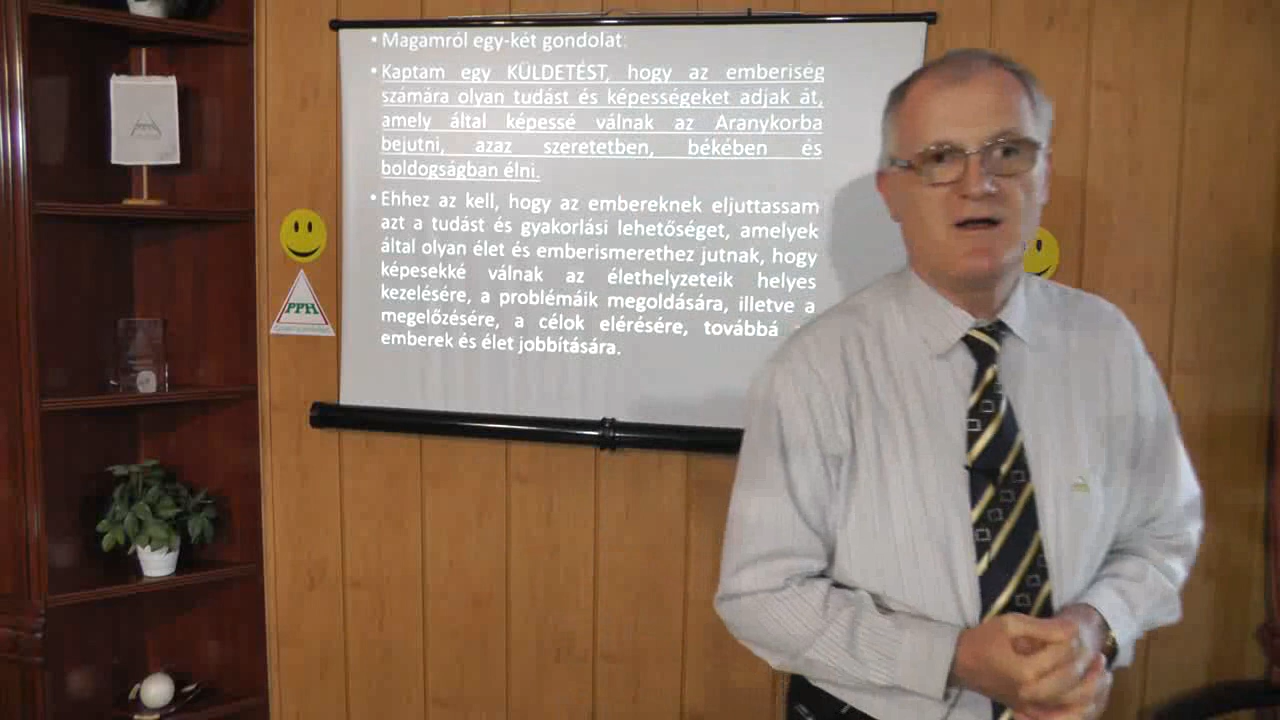 • Magamról egy-két gondolat:
• Kaptam egy KÜLDETÉST, hogy az emberiség
számára olyan tudást és képességeket adjak át,
amely által képessé válnak az Aranykorba
bejutni, azaz szeretetben, békében és
boldogságban élni.
• Ehhez az kell, hogy az embereknek eljuttassam
azt a tudást és gyakorlási lehetőséget, amelyek
által olyan élet és emberismerethez jutnak, hogy
képesekké válnak az élethelyzeteik helyes
kezelésére, a problémáik megoldására, illetve a
megelőzésére, a célok elérésére, továbbá
emberek és élet jobbítására.
PPH